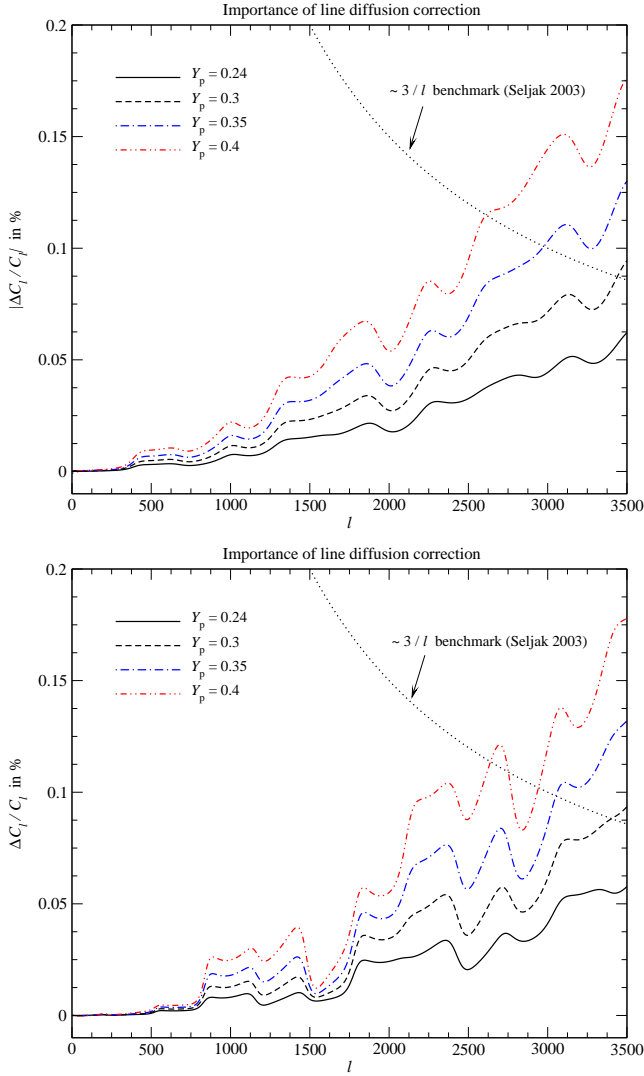 Importance of line diffusion correction
0.2
Y_p = 0.24
Y_p = 0.3
Y_p = 0.35
Y_p = 0.4
~ 3 / l benchmark (Seljak 2003)
0.15
0.1
0.05
0
|ΔC_l / C_l| in %
0 500 1000 1500 2000 2500 3000 3500
l
Importance of line diffusion correction
0.2
Y_p = 0.24
Y_p = 0.3
Y_p = 0.35
Y_p = 0.4
~ 3 / l benchmark (Seljak 2003)
0.15
0.1
0.05
0
ΔC_l / C_l in %
0 500 1000 1500 2000 2500 3000 3500
l